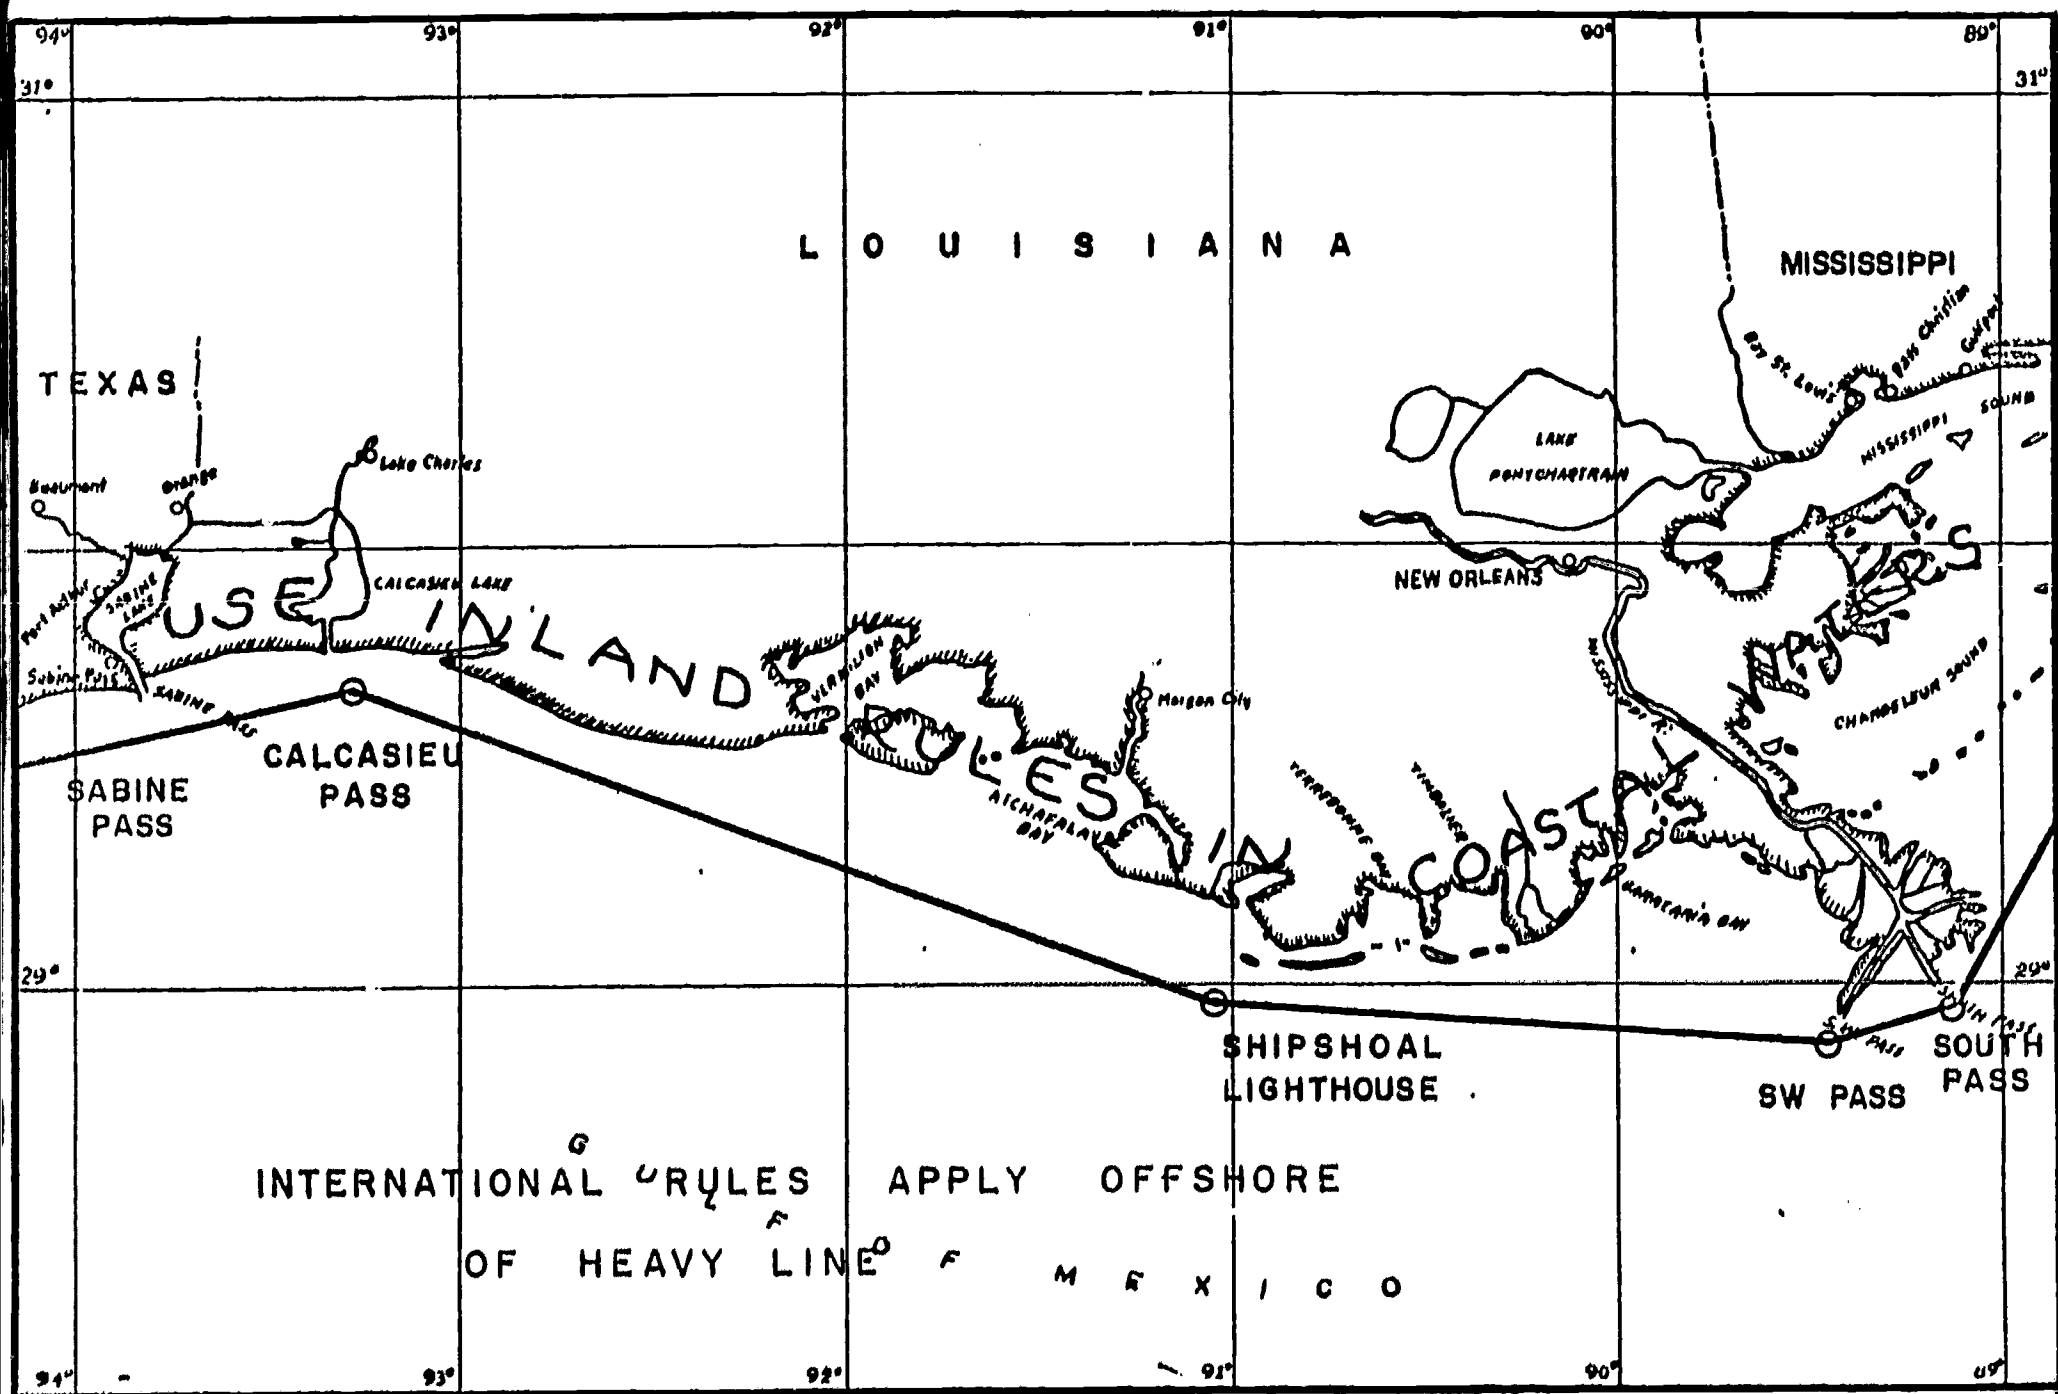 94° 93° 92° 91° 90° 89°
31° 31°
LOUISIANA
MISSISSIPPI
TEXAS
Bay St. Louis
Pass Christian
Gulfport
MISSISSIPPI SOUND
Beaumont
Orange
Lake Charles
LAKE
PONTCHARTRAIN
NEW ORLEANS
Port Arthur
SABINE
LAKE
CALCASIEU LAKE
Sabine Pass
SABINE PASS
USE INLAND RULES IN COASTAL
VERMILION
BAY
Morgan City
MISSISSIPPI R.
CHANDELEUR SOUND
CALCASIEU
PASS
SABINE
PASS
ATCHAFALAYA
BAY
TERREBONNE BAY
TIMBALIER
BARATARIA BAY
29° 29°
SOUTH PASS
S.W. PASS
SHIPSHOAL
LIGHTHOUSE
SW PASS
SOUTH
PASS
GULF OF MEXICO
INTERNATIONAL RULES APPLY OFFSHORE
OF HEAVY LINE
94° 93° 92° 91° 90° 89°